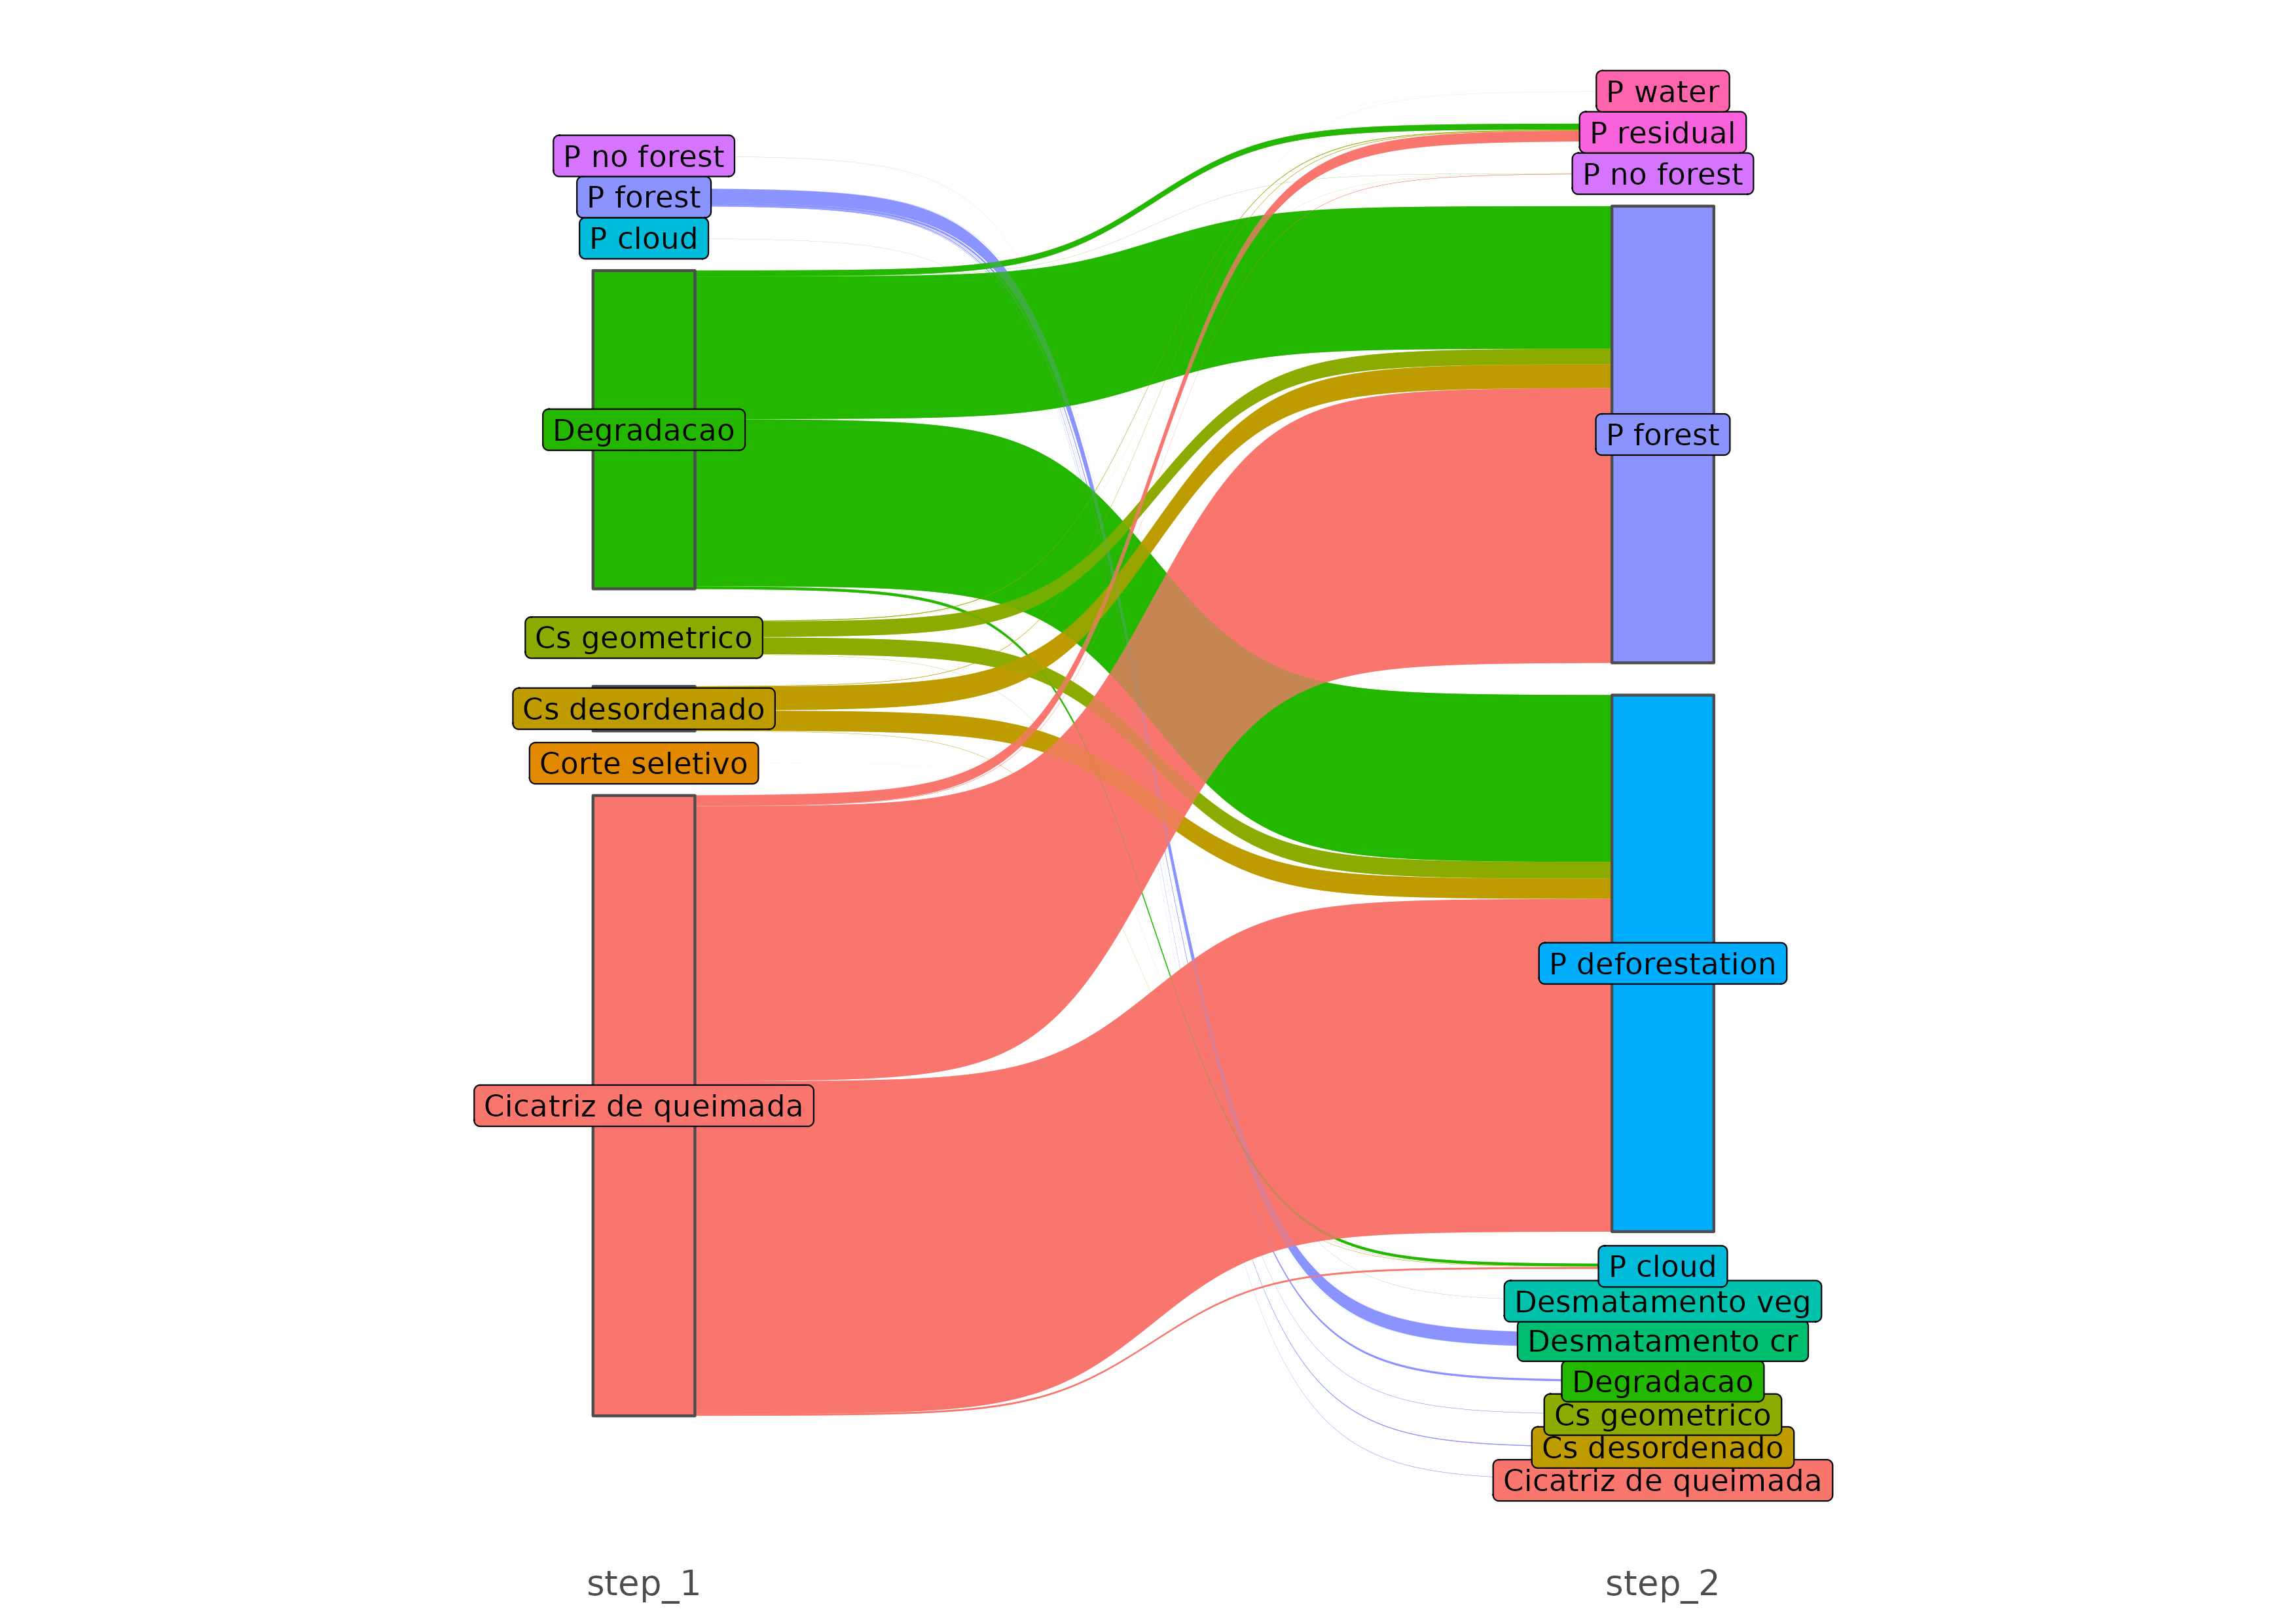 P no forest
P forest
P cloud
Degradacao
Cs geometrico
Cs desordenado
Corte seletivo
Cicatriz de queimada
P water
P residual
P no forest
P forest
P deforestation
P cloud
Desmatamento veg
Desmatamento cr
Degradacao
Cs geometrico
Cs desordenado
Cicatriz de queimada
step_1
step_2